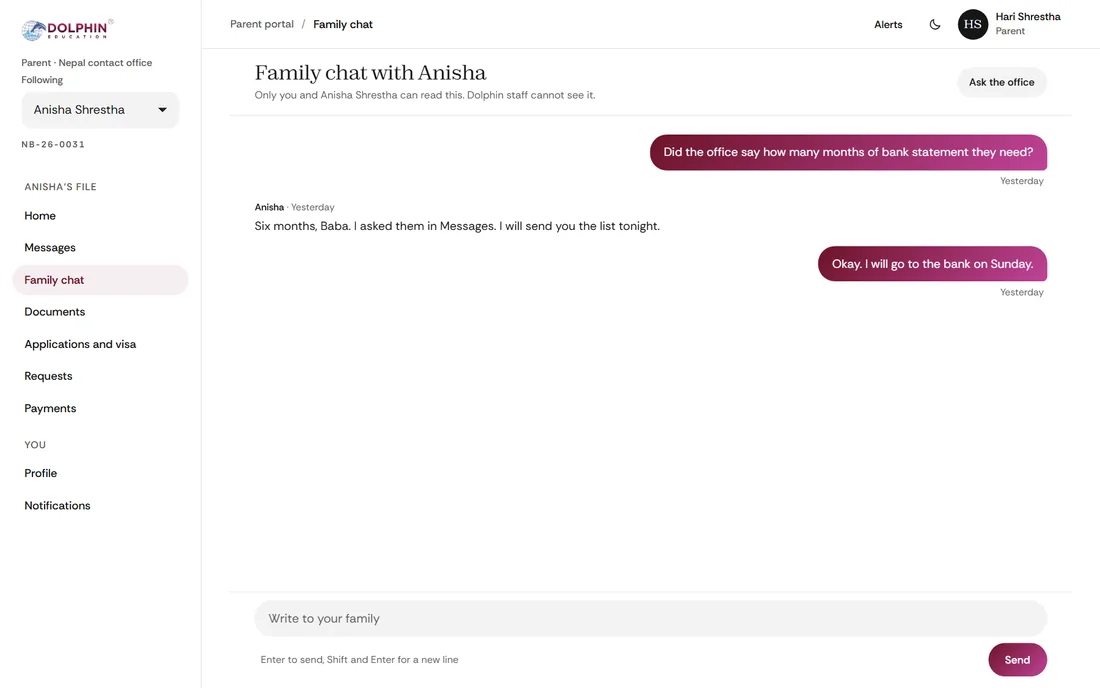 DOLPHIN
EDUCATION
Parent · Nepal contact office
Following
Anisha Shrestha
NB-26-0031
ANISHA'S FILE
Home
Messages
Family chat
Documents
Applications and visa
Requests
Payments
YOU
Profile
Notifications
Parent portal / Family chat
Alerts
HS
Hari Shrestha
Parent
Family chat with Anisha
Only you and Anisha Shrestha can read this. Dolphin staff cannot see it.
Ask the office
Did the office say how many months of bank statement they need?
Yesterday
Anisha · Yesterday
Six months, Baba. I asked them in Messages. I will send you the list tonight.
Okay. I will go to the bank on Sunday.
Yesterday
Write to your family
Enter to send, Shift and Enter for a new line
Send